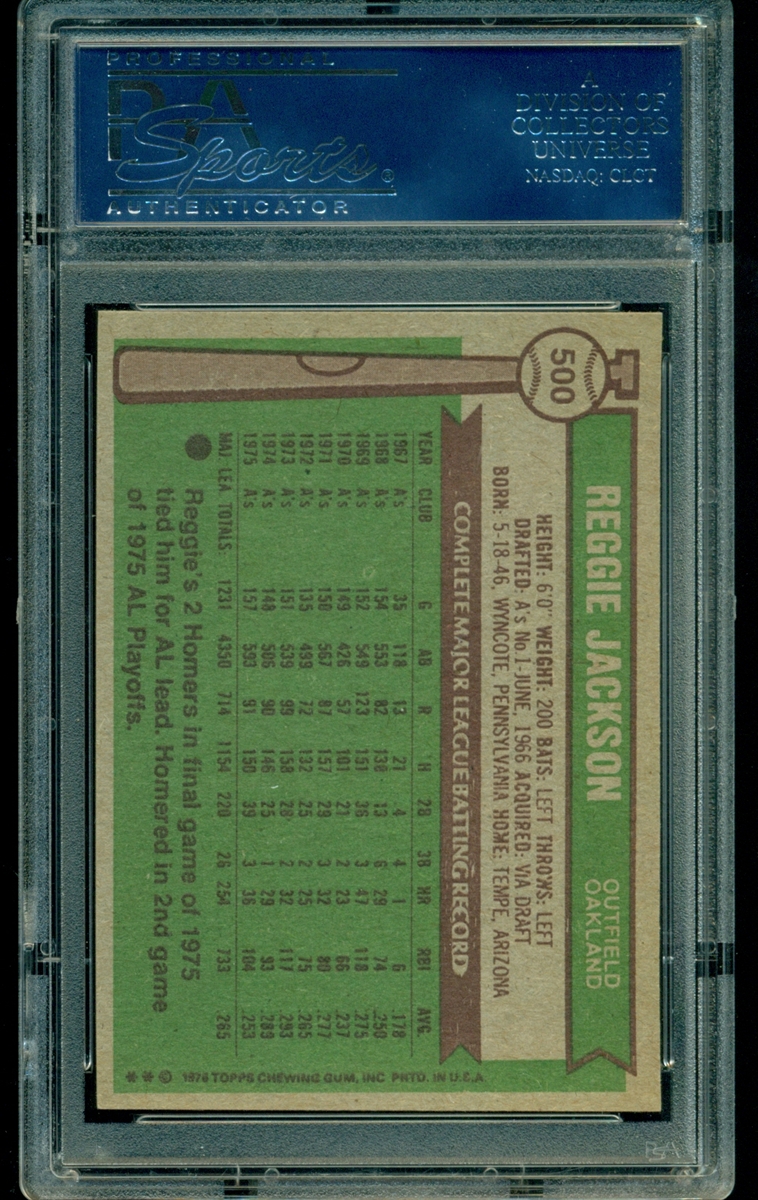 PROFESSIONAL
PSA
Sports®
AUTHENTICATOR
A
DIVISION OF
COLLECTORS
UNIVERSE
NASDAQ: CLCT
500
REGGIE JACKSON
OUTFIELD
OAKLAND
HEIGHT: 6'0" WEIGHT: 200 BATS: LEFT THROWS: LEFT
DRAFTED: A's No.1-JUNE, 1966 ACQUIRED: VIA DRAFT
BORN: 5-18-46, WYNCOTE, PENNSYLVANIA HOME: TEMPE, ARIZONA
COMPLETE MAJOR LEAGUE BATTING RECORD
YEAR CLUB G AB R H 2B 3B HR RBI AVG.
1967 A's 35 118 13 21 4 4 1 6 .178
1968 A's 154 553 82 138 13 6 29 74 .250
1969 A's 152 549 123 151 36 3 47 118 .275
1970 A's 149 426 57 101 21 2 23 66 .237
1971 A's 150 567 87 157 29 3 32 80 .277
1972• A's 135 499 72 132 25 2 25 75 .265
1973 A's 151 539 99 158 28 2 32 117 .293
1974 A's 148 506 90 146 25 1 29 93 .289
1975 A's 157 593 91 150 39 3 36 104 .253
MAJ. LEA. TOTALS 1231 4350 714 1154 220 26 254 733 .265
Reggie's 2 Homers in final game of 1975
tied him for AL lead. Homered in 2nd game
of 1975 AL Playoffs.
** © 1976 TOPPS CHEWING GUM, INC. PRTD. IN U.S.A.
PSA